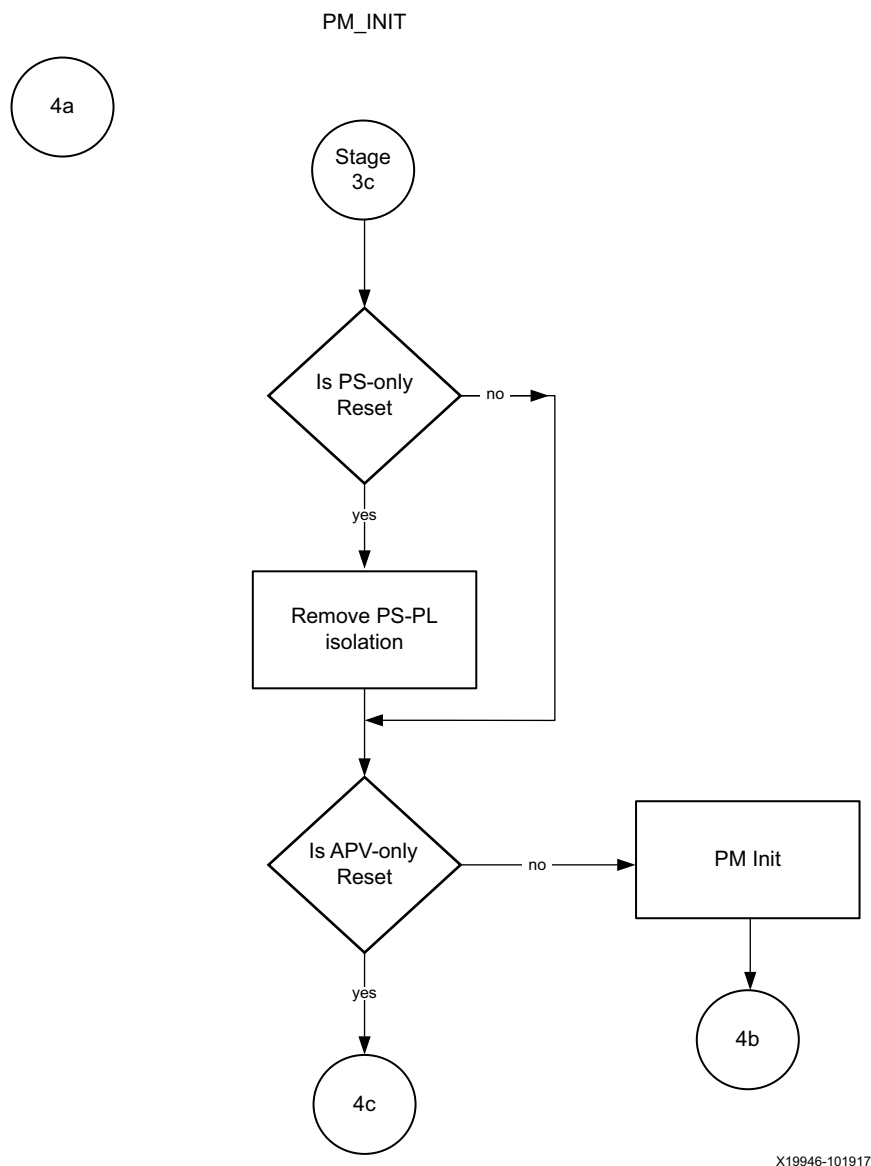 PM_INIT
4a
Stage
3c
Is PS-only
Reset
no
yes
Remove PS-PL
isolation
Is APV-only
Reset
no
PM Init
yes
4b
4c
X19946-101917